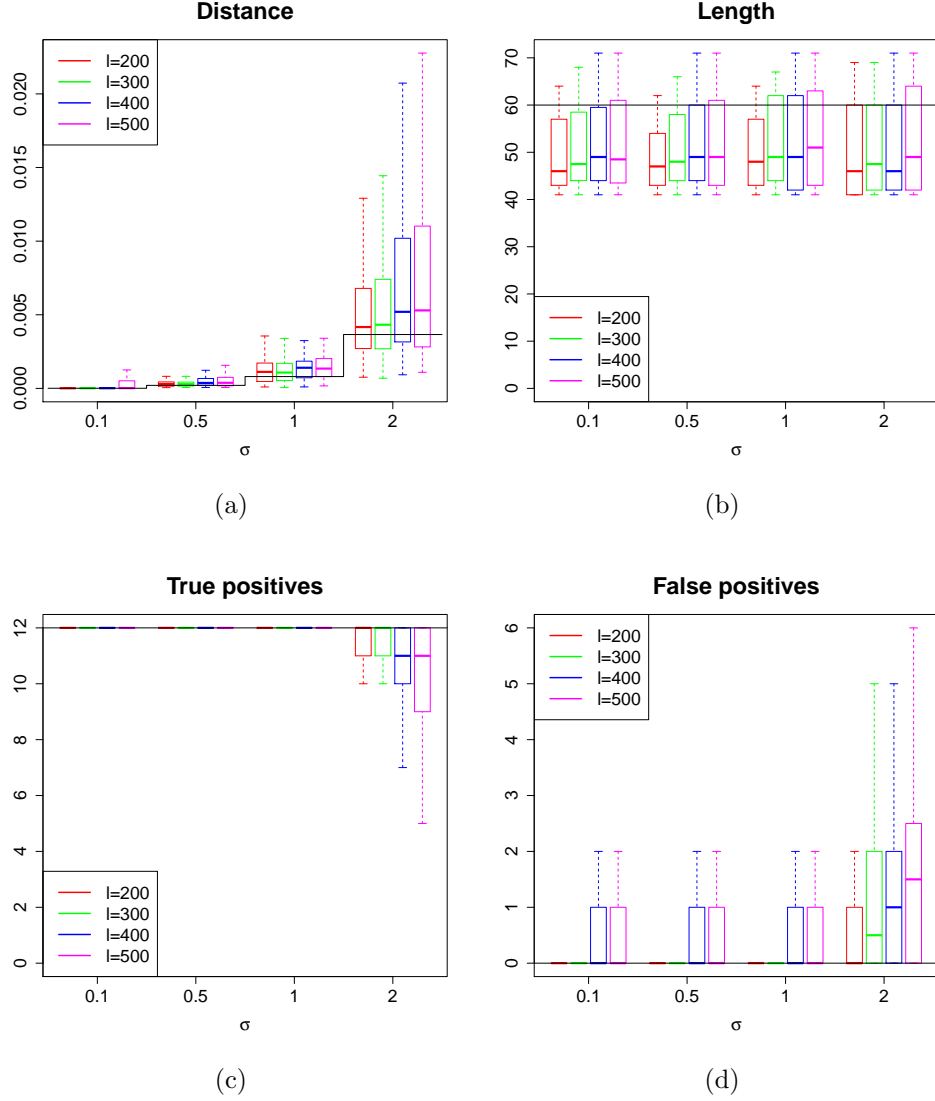 Distance
l=200
l=300
l=400
l=500
0.000 0.005 0.010 0.015 0.020
0.1 0.5 1 2
σ
(a)
Length
l=200
l=300
l=400
l=500
0 10 20 30 40 50 60 70
0.1 0.5 1 2
σ
(b)
True positives
l=200
l=300
l=400
l=500
0 2 4 6 8 10 12
0.1 0.5 1 2
σ
(c)
False positives
l=200
l=300
l=400
l=500
0 1 2 3 4 5 6
0.1 0.5 1 2
σ
(d)